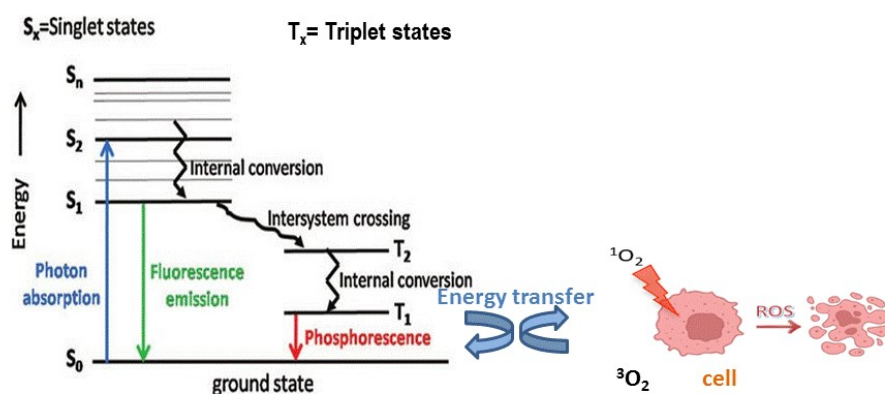 Sₓ=Singlet states
Tₓ= Triplet states
Sₙ
S₂
Internal conversion
S₁
Intersystem crossing
T₂
Energy
Photon
absorption
Fluorescence
emission
Internal conversion
T₁
Phosphorescence
S₀
ground state
Energy transfer
¹O₂
ROS
³O₂
cell